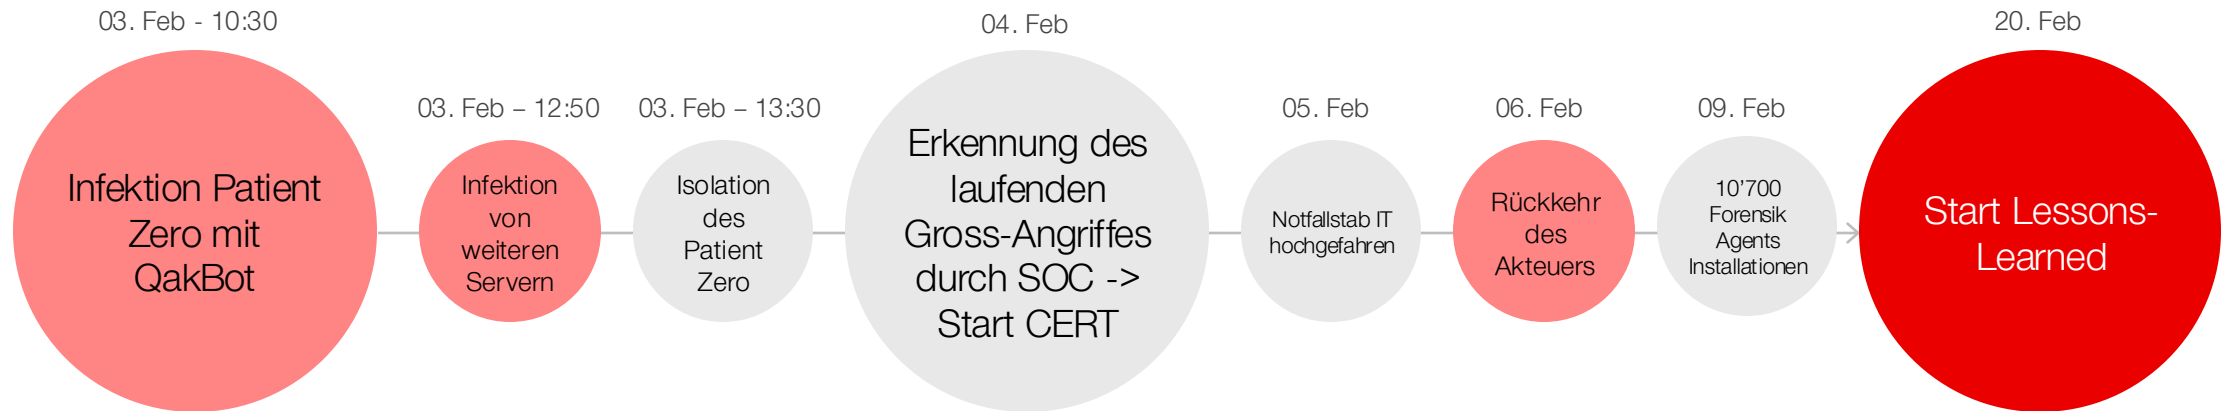 03. Feb - 10:30
Infektion Patient
Zero mit
QakBot
03. Feb – 12:50
Infektion
von
weiteren
Servern
03. Feb – 13:30
Isolation
des
Patient
Zero
04. Feb
Erkennung des
laufenden
Gross-Angriffes
durch SOC ->
Start CERT
05. Feb
Notfallstab IT
hochgefahren
06. Feb
Rückkehr
des
Akteuers
09. Feb
10’700
Forensik
Agents
Installationen
20. Feb
Start Lessons-
Learned